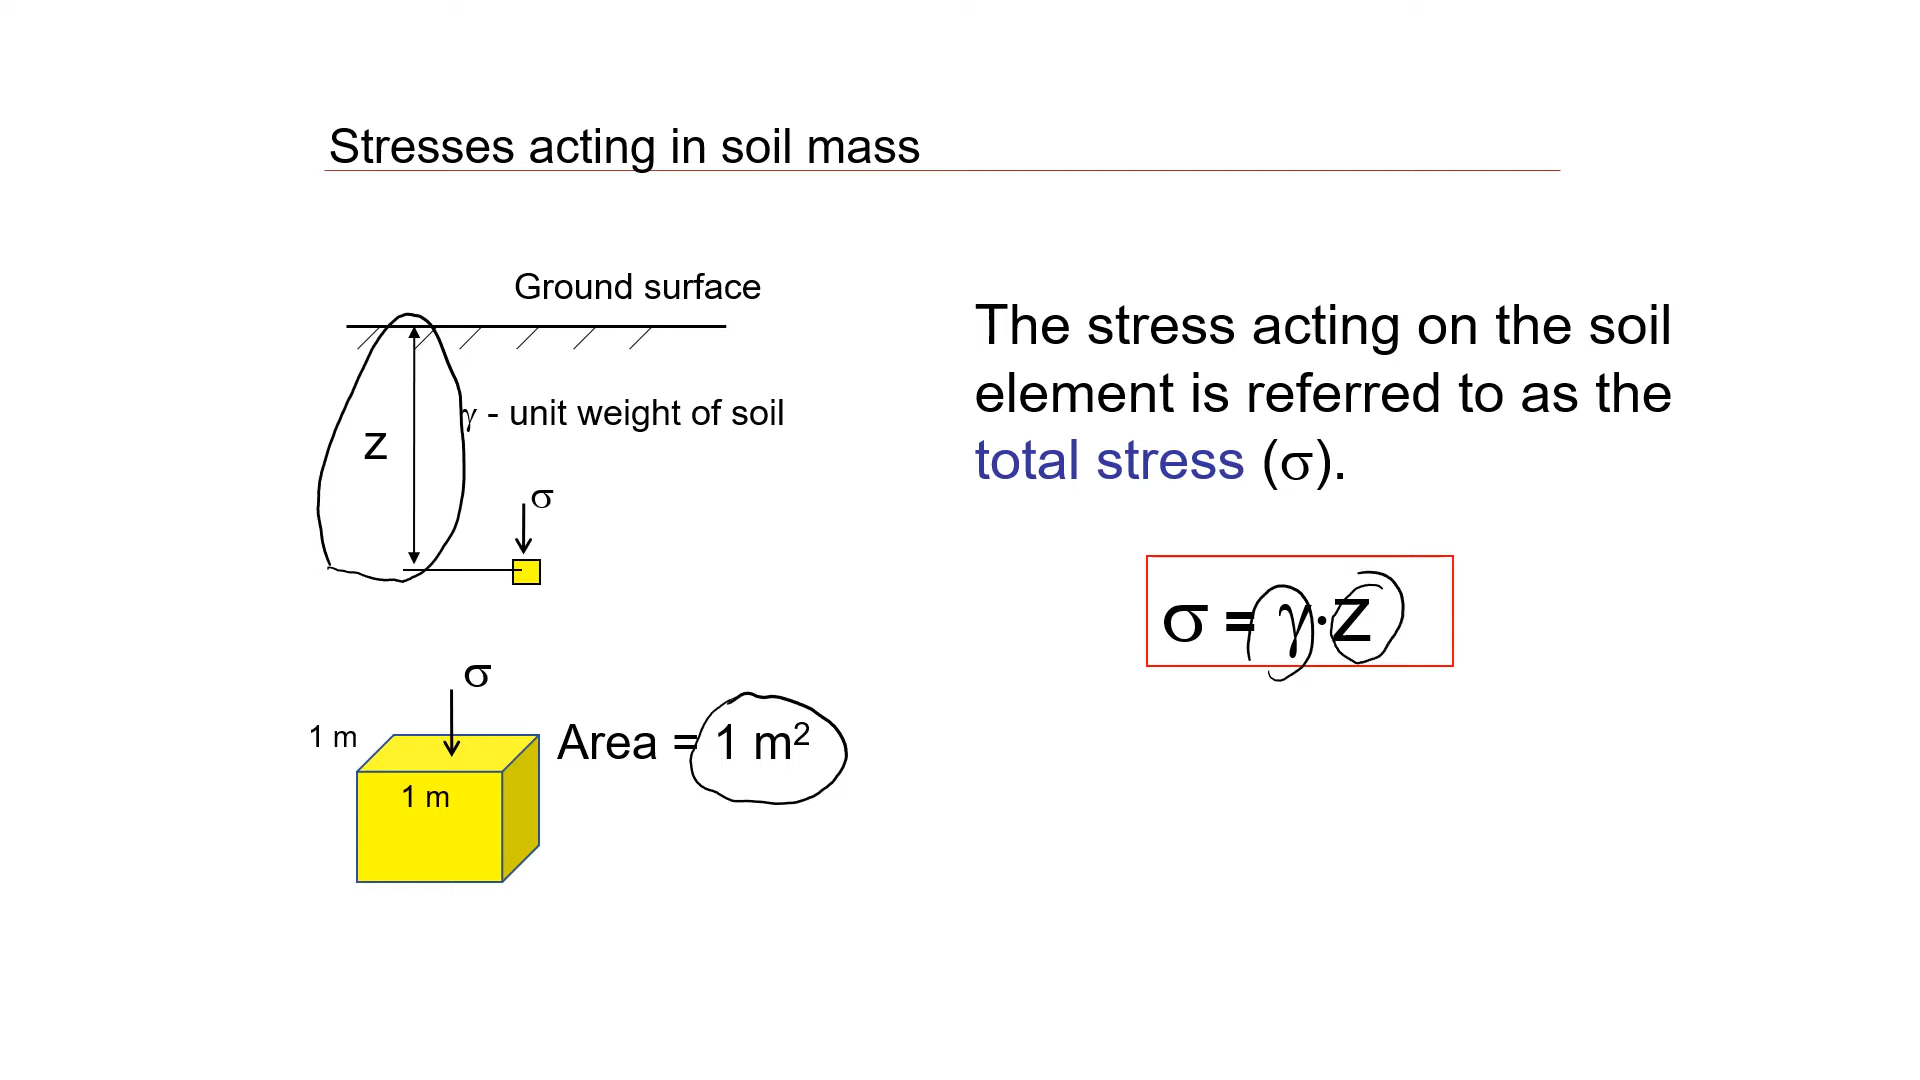 Stresses acting in soil mass
Ground surface
γ - unit weight of soil
z
σ
σ
1 m
1 m
Area = 1 m²
The stress acting on the soil
element is referred to as the
total stress (σ).
σ = γ·z